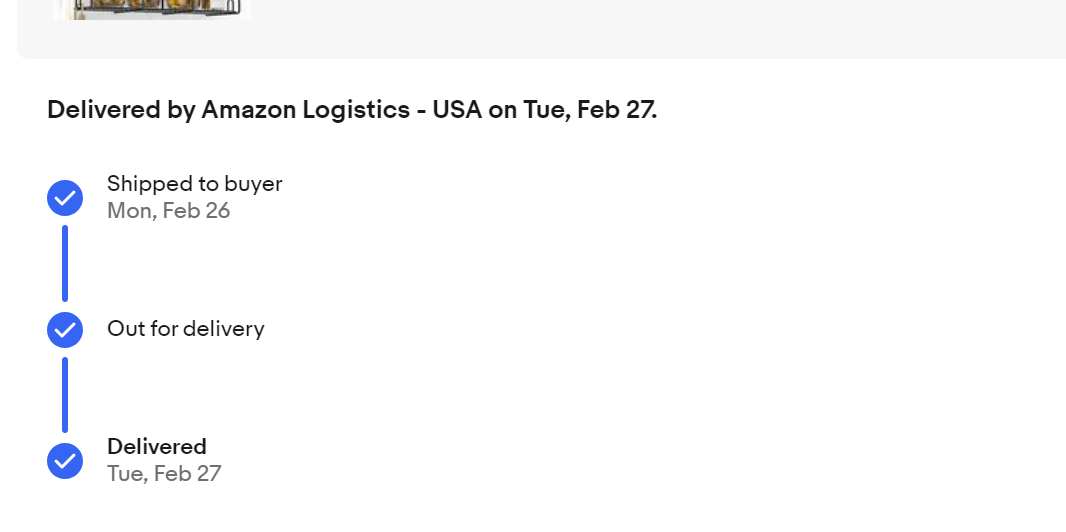 Delivered by Amazon Logistics - USA on Tue, Feb 27.
Shipped to buyer
Mon, Feb 26
Out for delivery
Delivered
Tue, Feb 27